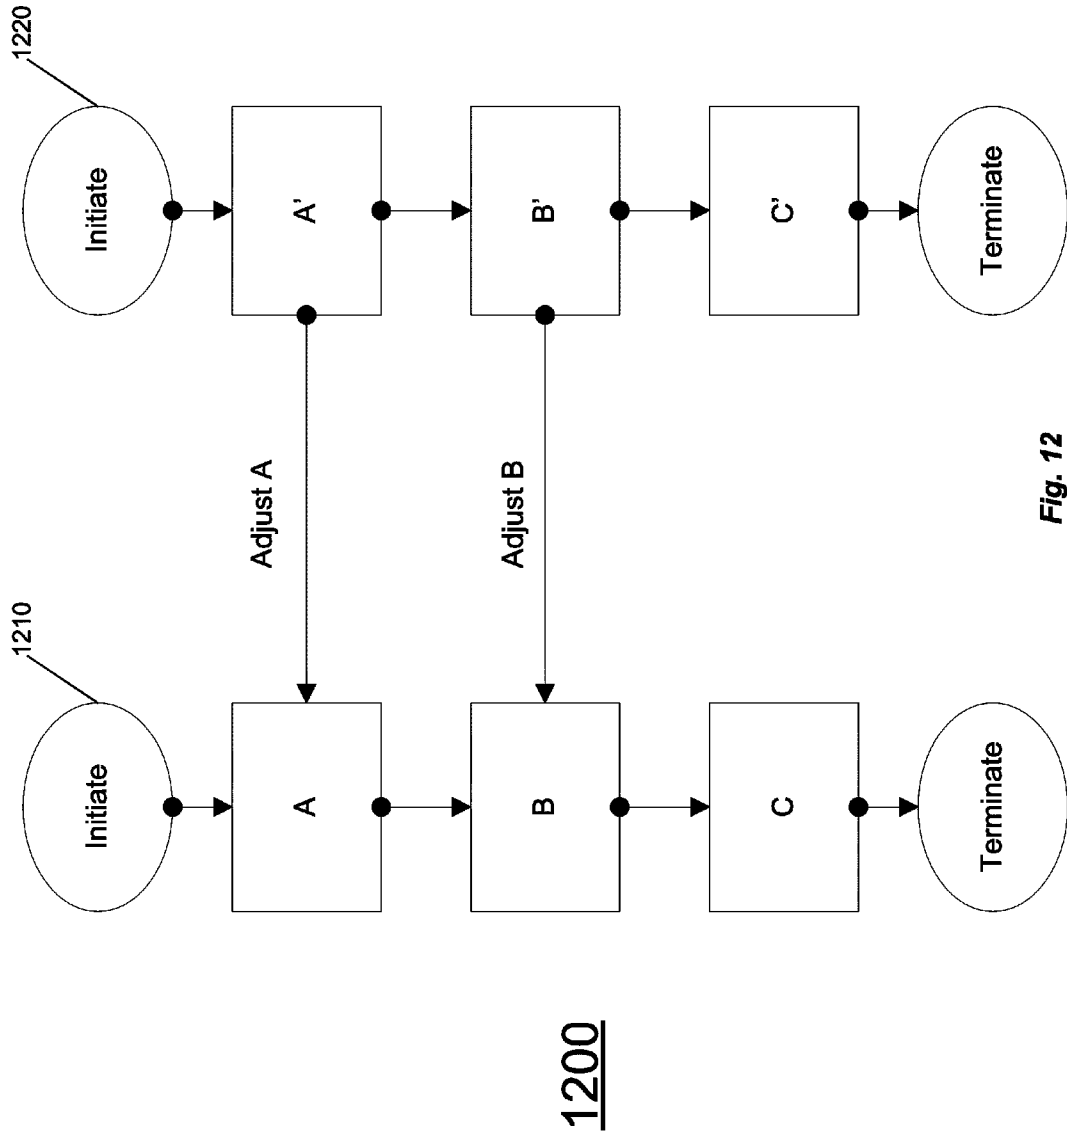 1200
1210
Initiate
A
B
C
Terminate
Adjust A
Adjust B
1220
Initiate
A'
B'
C'
Terminate
Fig. 12